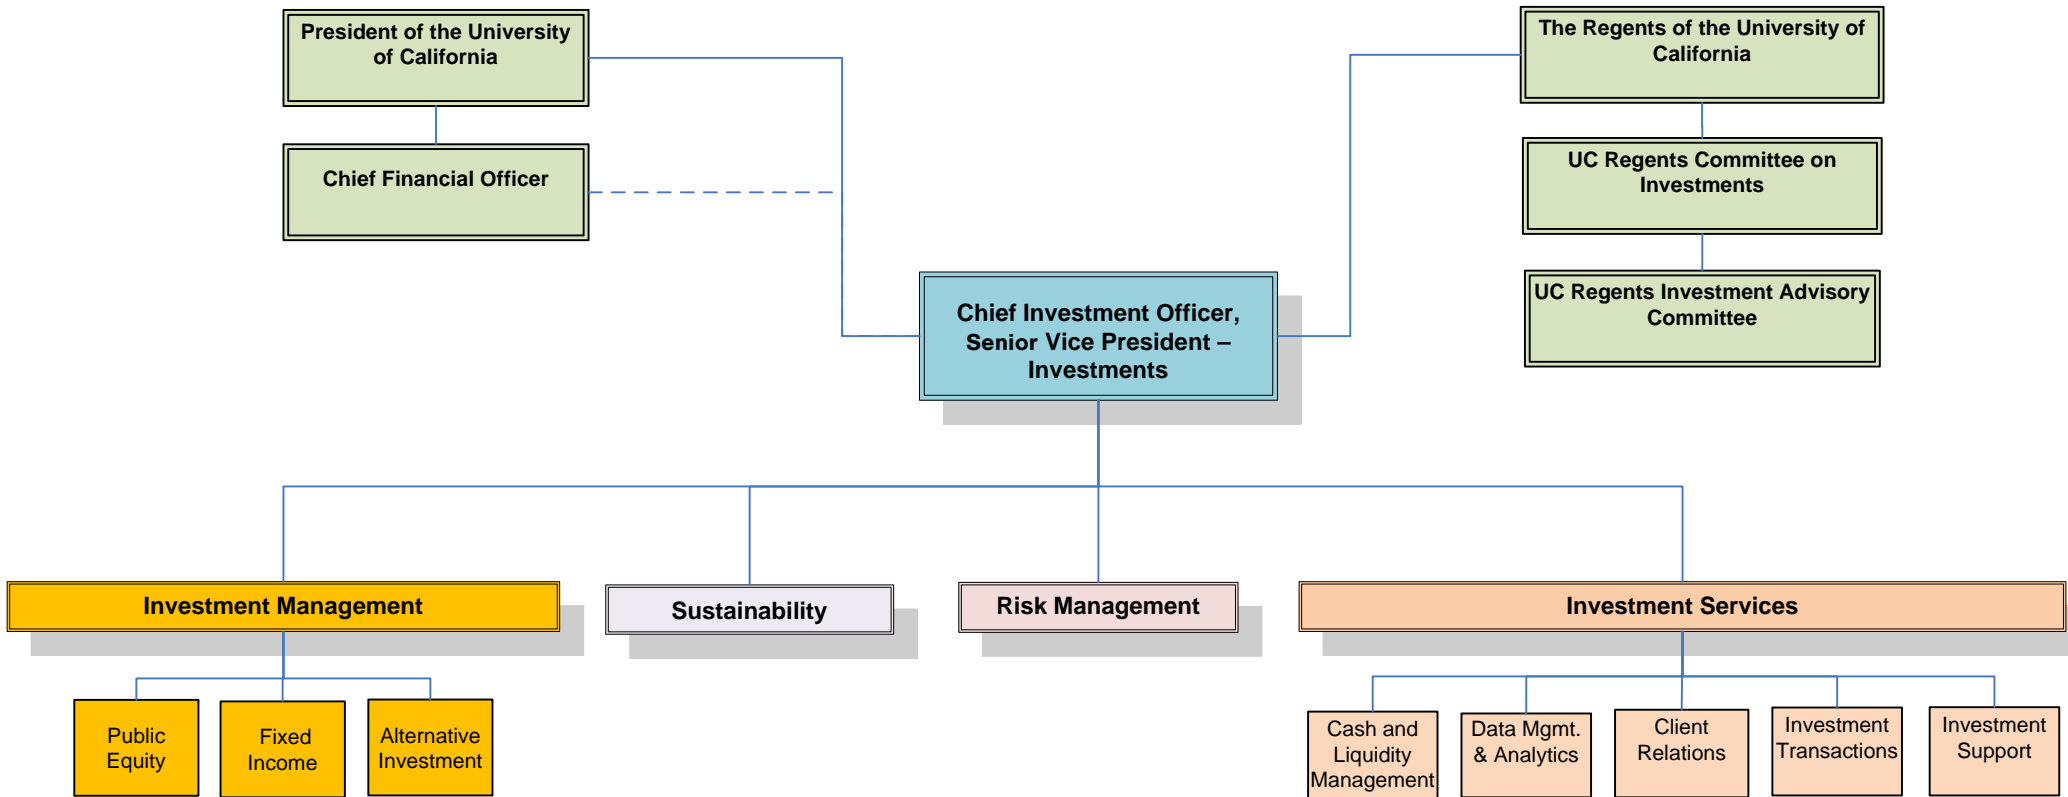 President of the University
of California
The Regents of the University of
California
Chief Financial Officer
UC Regents Committee on
Investments
UC Regents Investment Advisory
Committee
Chief Investment Officer,
Senior Vice President –
Investments
Investment Management
Sustainability
Risk Management
Investment Services
Public
Equity
Fixed
Income
Alternative
Investment
Cash and
Liquidity
Management
Data Mgmt.
& Analytics
Client
Relations
Investment
Transactions
Investment
Support